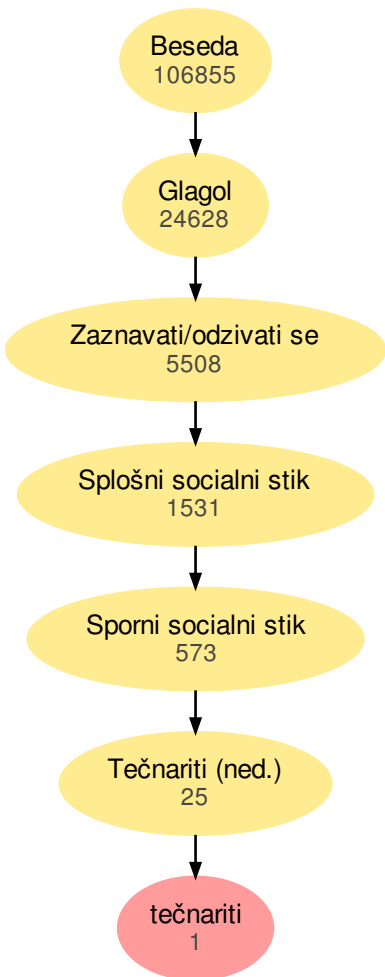 Beseda
106855
Glagol
24628
Zaznavati/odzivati se
5508
Splošni socialni stik
1531
Sporni socialni stik
573
Tečnariti (ned.)
25
tečnariti
1